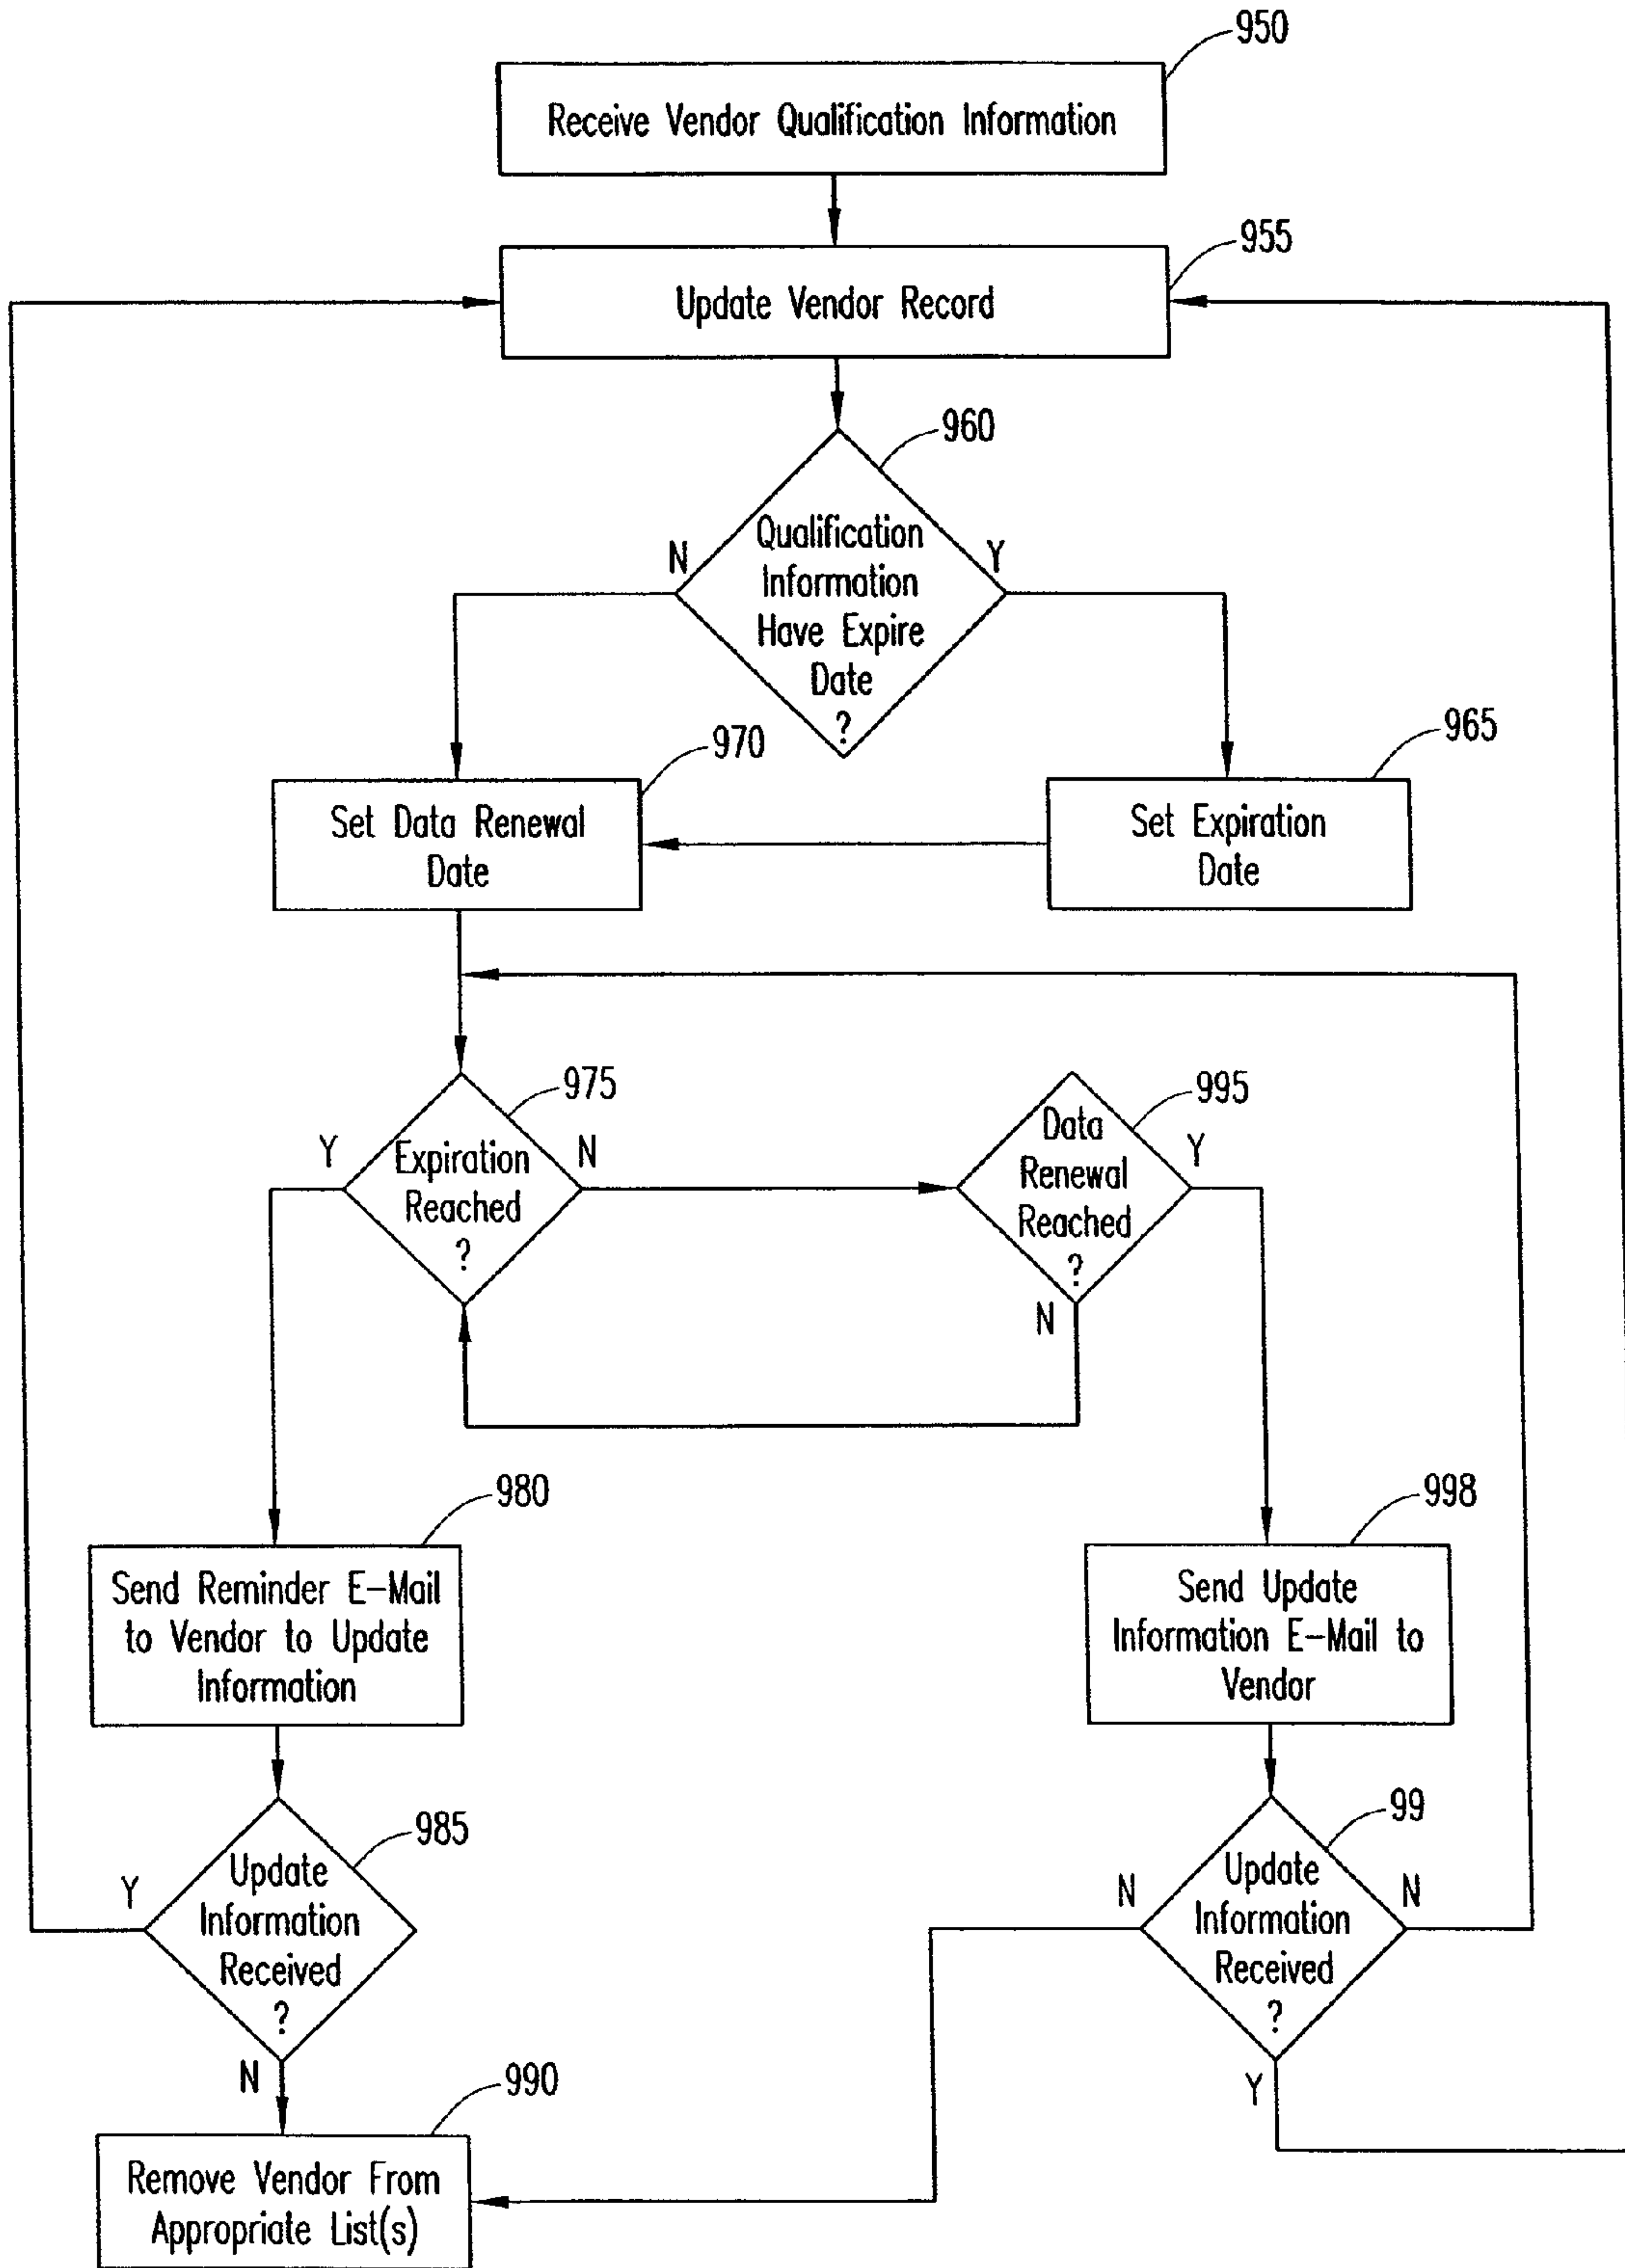 950
Receive Vendor Qualification Information
955
Update Vendor Record
960
Qualification
Information
Have Expire
Date
?
N
Y
970
Set Data Renewal
Date
965
Set Expiration
Date
975
Expiration
Reached
?
Y
N
995
Data
Renewal
Reached
?
Y
N
980
Send Reminder E-Mail
to Vendor to Update
Information
998
Send Update
Information E-Mail to
Vendor
985
Update
Information
Received
?
Y
N
99
Update
Information
Received
?
N
N
Y
990
Remove Vendor From
Appropriate List(s)